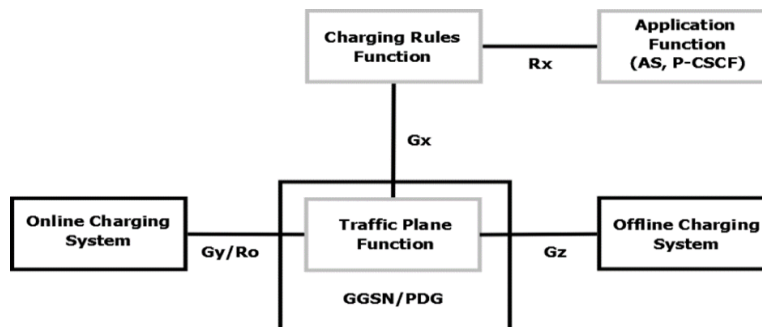 Charging Rules
Function
Application
Function
(AS, P-CSCF)
Rx
Gx
Online Charging
System
Gy/Ro
Traffic Plane
Function
Gz
Offline Charging
System
GGSN/PDG